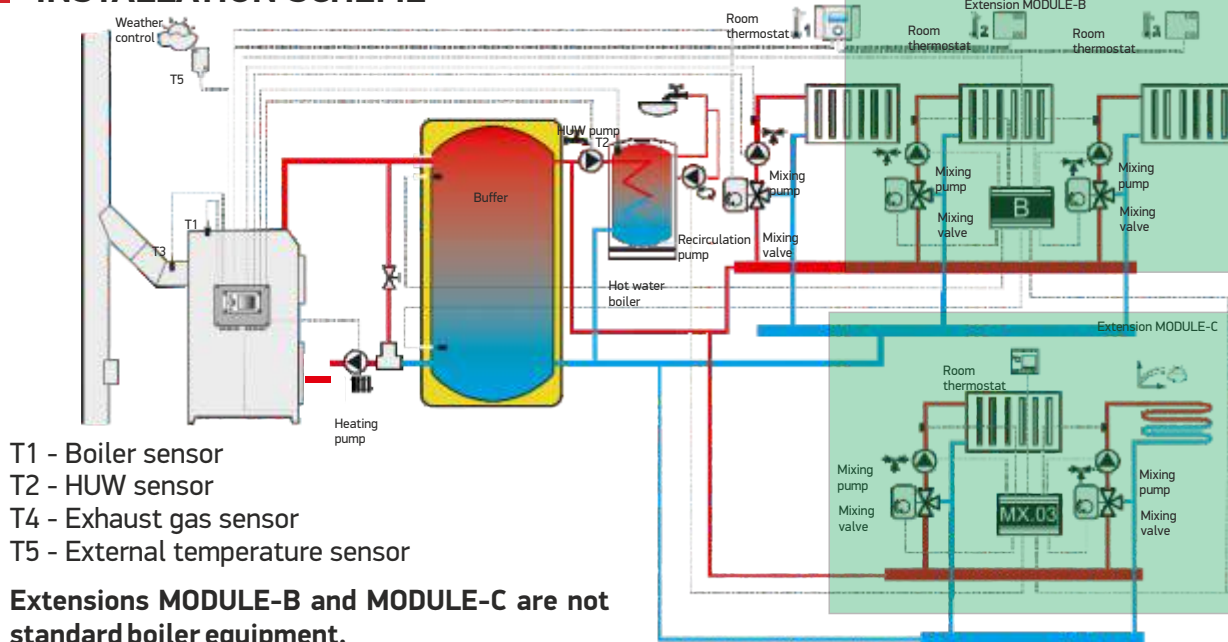 INSTALLATION SCHEME
Extension MODULE-B
Weather
control
T5
Room
thermostat
1
Room
thermostat
2
Room
thermostat
3
HUW pump
T2
Buffer
T1
T3
Mixing
pump
Mixing
valve
Mixing
pump
Mixing
valve
B
Mixing
pump
Mixing
valve
Recirculation
pump
Hot water
boiler
Heating
pump
Extension MODULE-C
Room
thermostat
Mixing
pump
Mixing
valve
MX.03
Mixing
pump
Mixing
valve
T1 - Boiler sensor
T2 - HUW sensor
T4 - Exhaust gas sensor
T5 - External temperature sensor
Extensions MODULE-B and MODULE-C are not
standard boiler equipment.